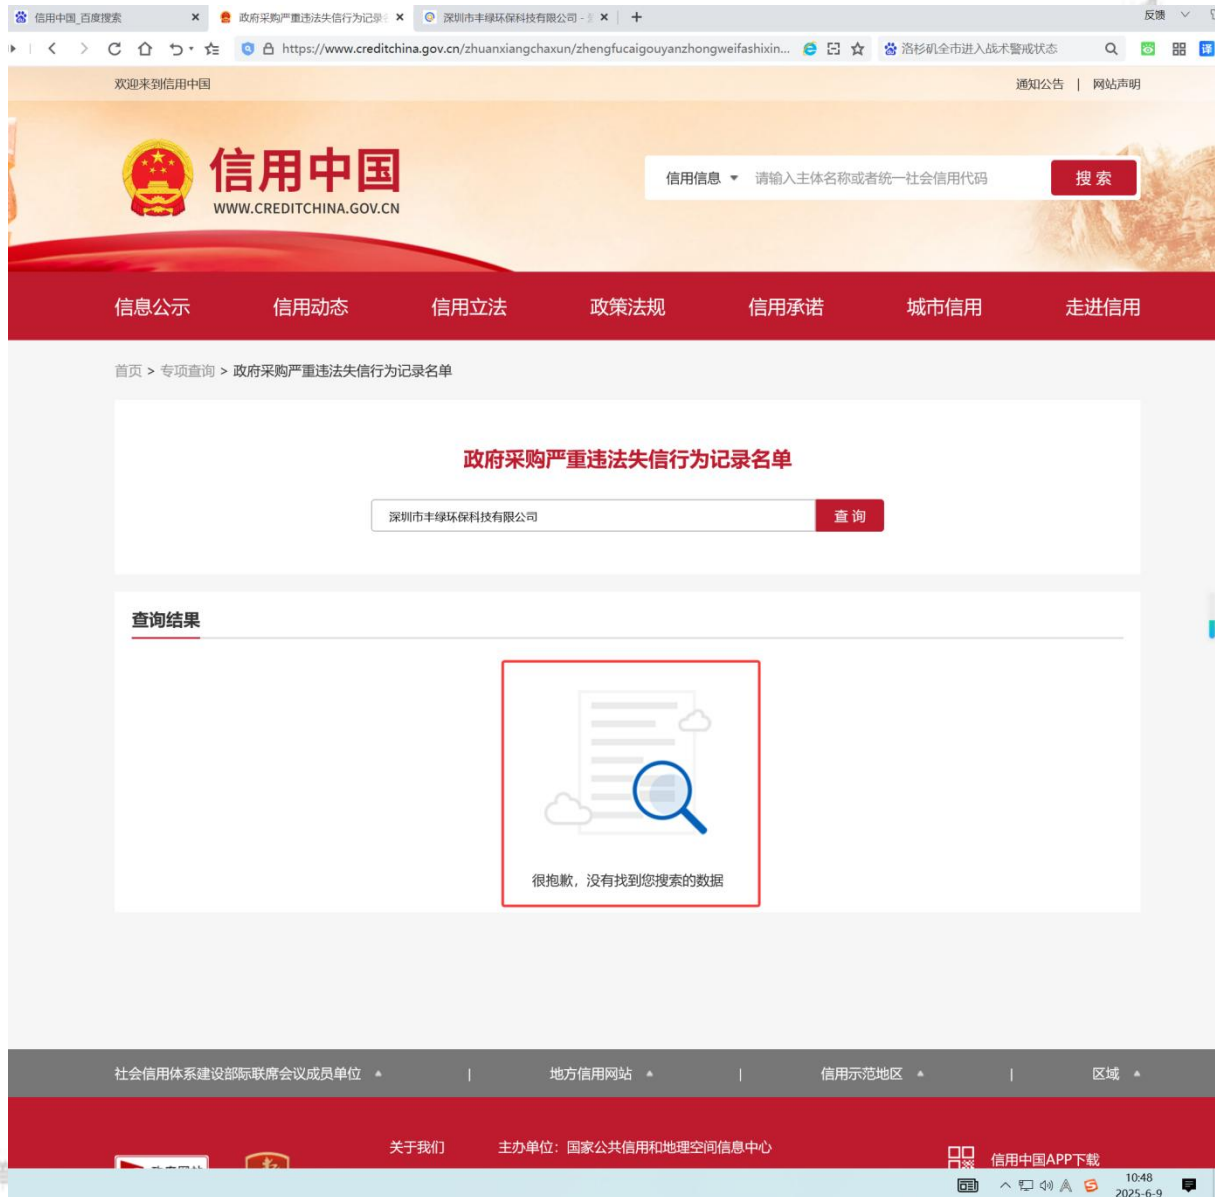 信用中国_百度搜索
政府采购严重违法失信行为记录
深圳市丰绿环保科技有限公司 -
反馈
https://www.creditchina.gov.cn/zhuanxiangchaxun/zhengfucaigouyanzhongweifashixin...
洛杉矶全市进入战术警戒状态
译
欢迎来到信用中国
通知公告 | 网站声明
信用中国
WWW.CREDITCHINA.GOV.CN
信用信息
请输入主体名称或者统一社会信用代码
搜索
信息公示 信用动态 信用立法 政策法规 信用承诺 城市信用 走进信用
首页 > 专项查询 > 政府采购严重违法失信行为记录名单
政府采购严重违法失信行为记录名单
深圳市丰绿环保科技有限公司
查询
查询结果
很抱歉，没有找到您搜索的数据
社会信用体系建设部际联席会议成员单位 | 地方信用网站 | 信用示范地区 | 区域
关于我们
主办单位：国家公共信用和地理空间信息中心
信用中国APP下载
10:48
2025-6-9